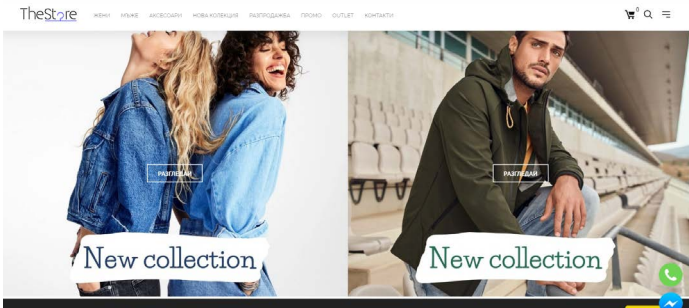 TheStore
ЖЕНИ МЪЖЕ АКСЕСОАРИ НОВА КОЛЕКЦИЯ РАЗПРОДАЖБА ПРОМО OUTLET КОНТАКТИ
0
РАЗГЛЕДАЙ
РАЗГЛЕДАЙ
New collection
New collection